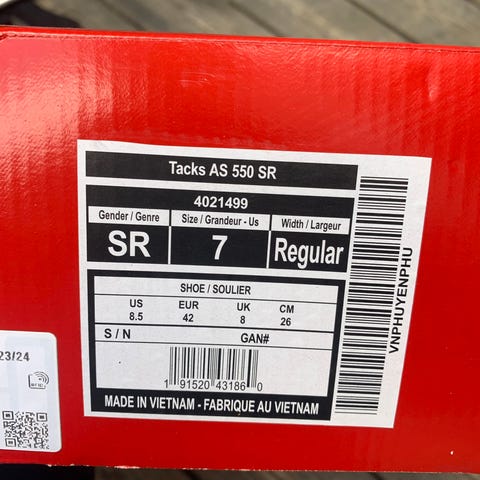 Tacks AS 550 SR
4021499
Gender / Genre
SR
Size / Grandeur - Us
7
Width / Largeur
Regular
SHOE / SOULIER
US EUR UK CM
8.5 42 8 26
S / N GAN#
1 91520 43186 0
MADE IN VIETNAM - FABRIQUE AU VIETNAM
VNPHUYENPHU
23/24